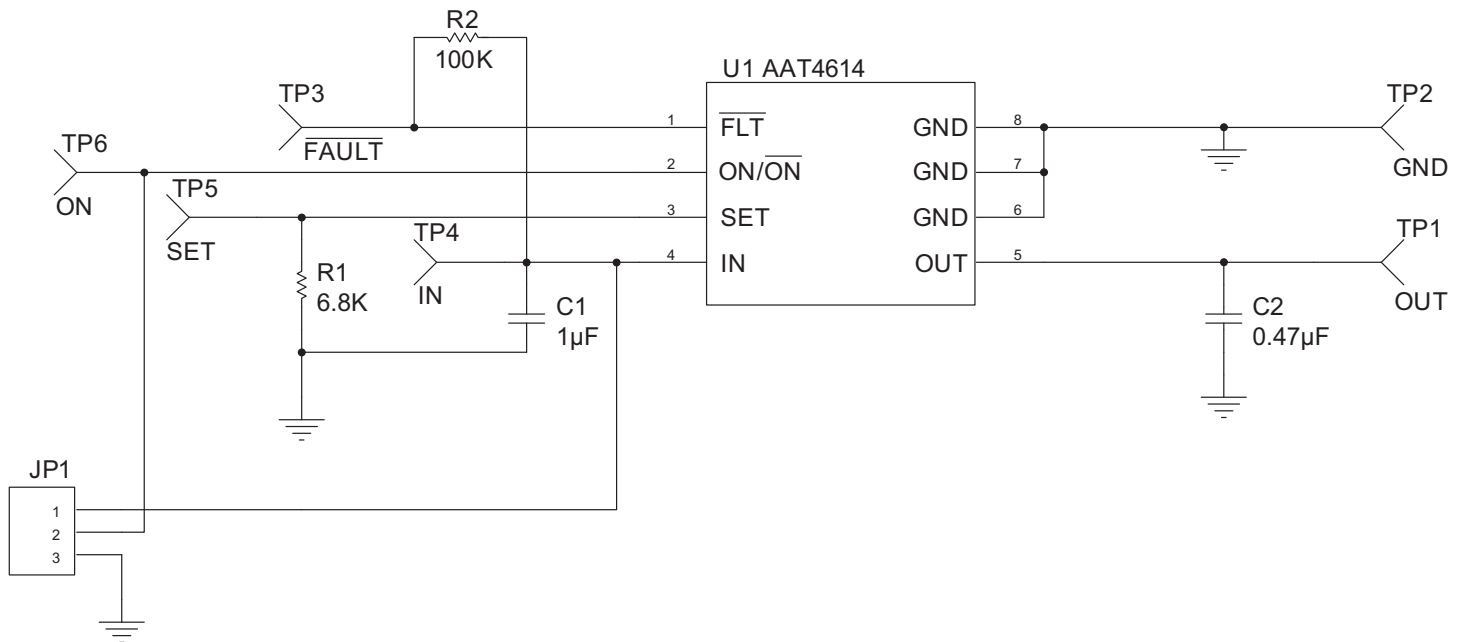 R2
100K
U1 AAT4614
TP3
FAULT
TP6
ON
TP5
SET
TP4
IN
R1
6.8K
C1
1µF
1
2
3
4
FLT
ON/ON
SET
IN
GND
GND
GND
OUT
8
7
6
5
TP2
GND
TP1
OUT
C2
0.47µF
JP1
1
2
3